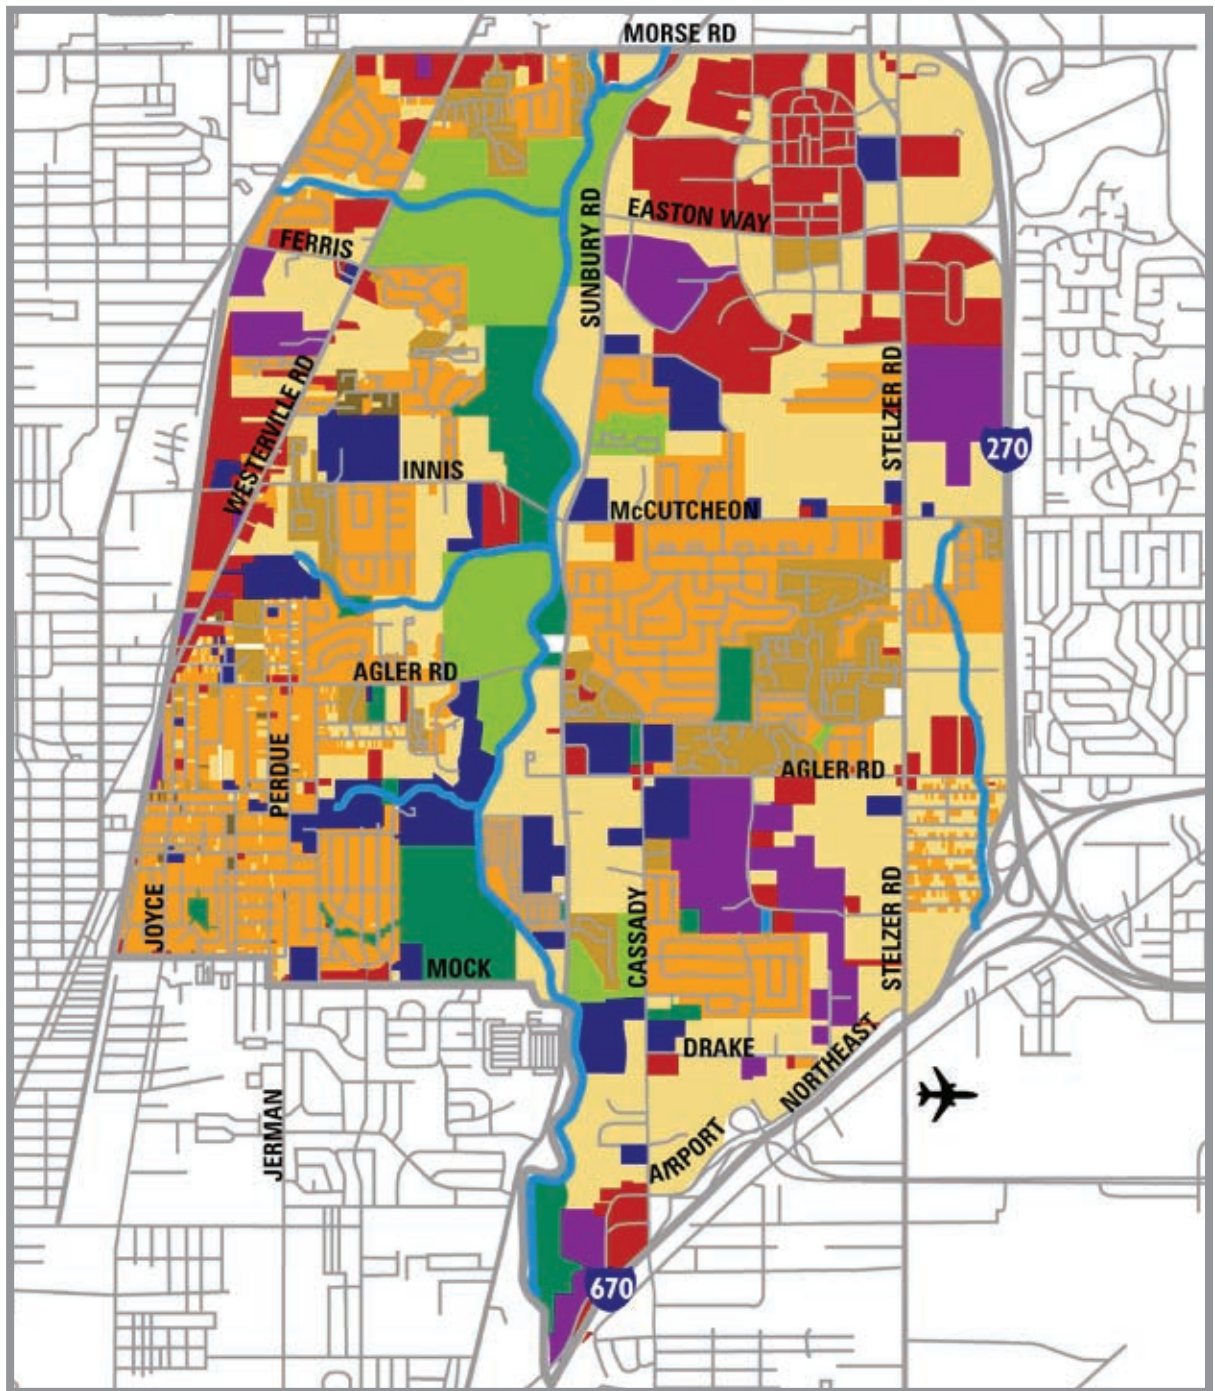 MORSE RD
SUNBURY RD
EASTON WAY
FERRIS
WESTERVILLE RD
STELZER RD
270
INNIS
McCUTCHEON
AGLER RD
PERDUE
AGLER RD
JOYCE
CASSADY
STELZER RD
MOCK
DRAKE
NORTHEAST
JERMAN
AIRPORT
670